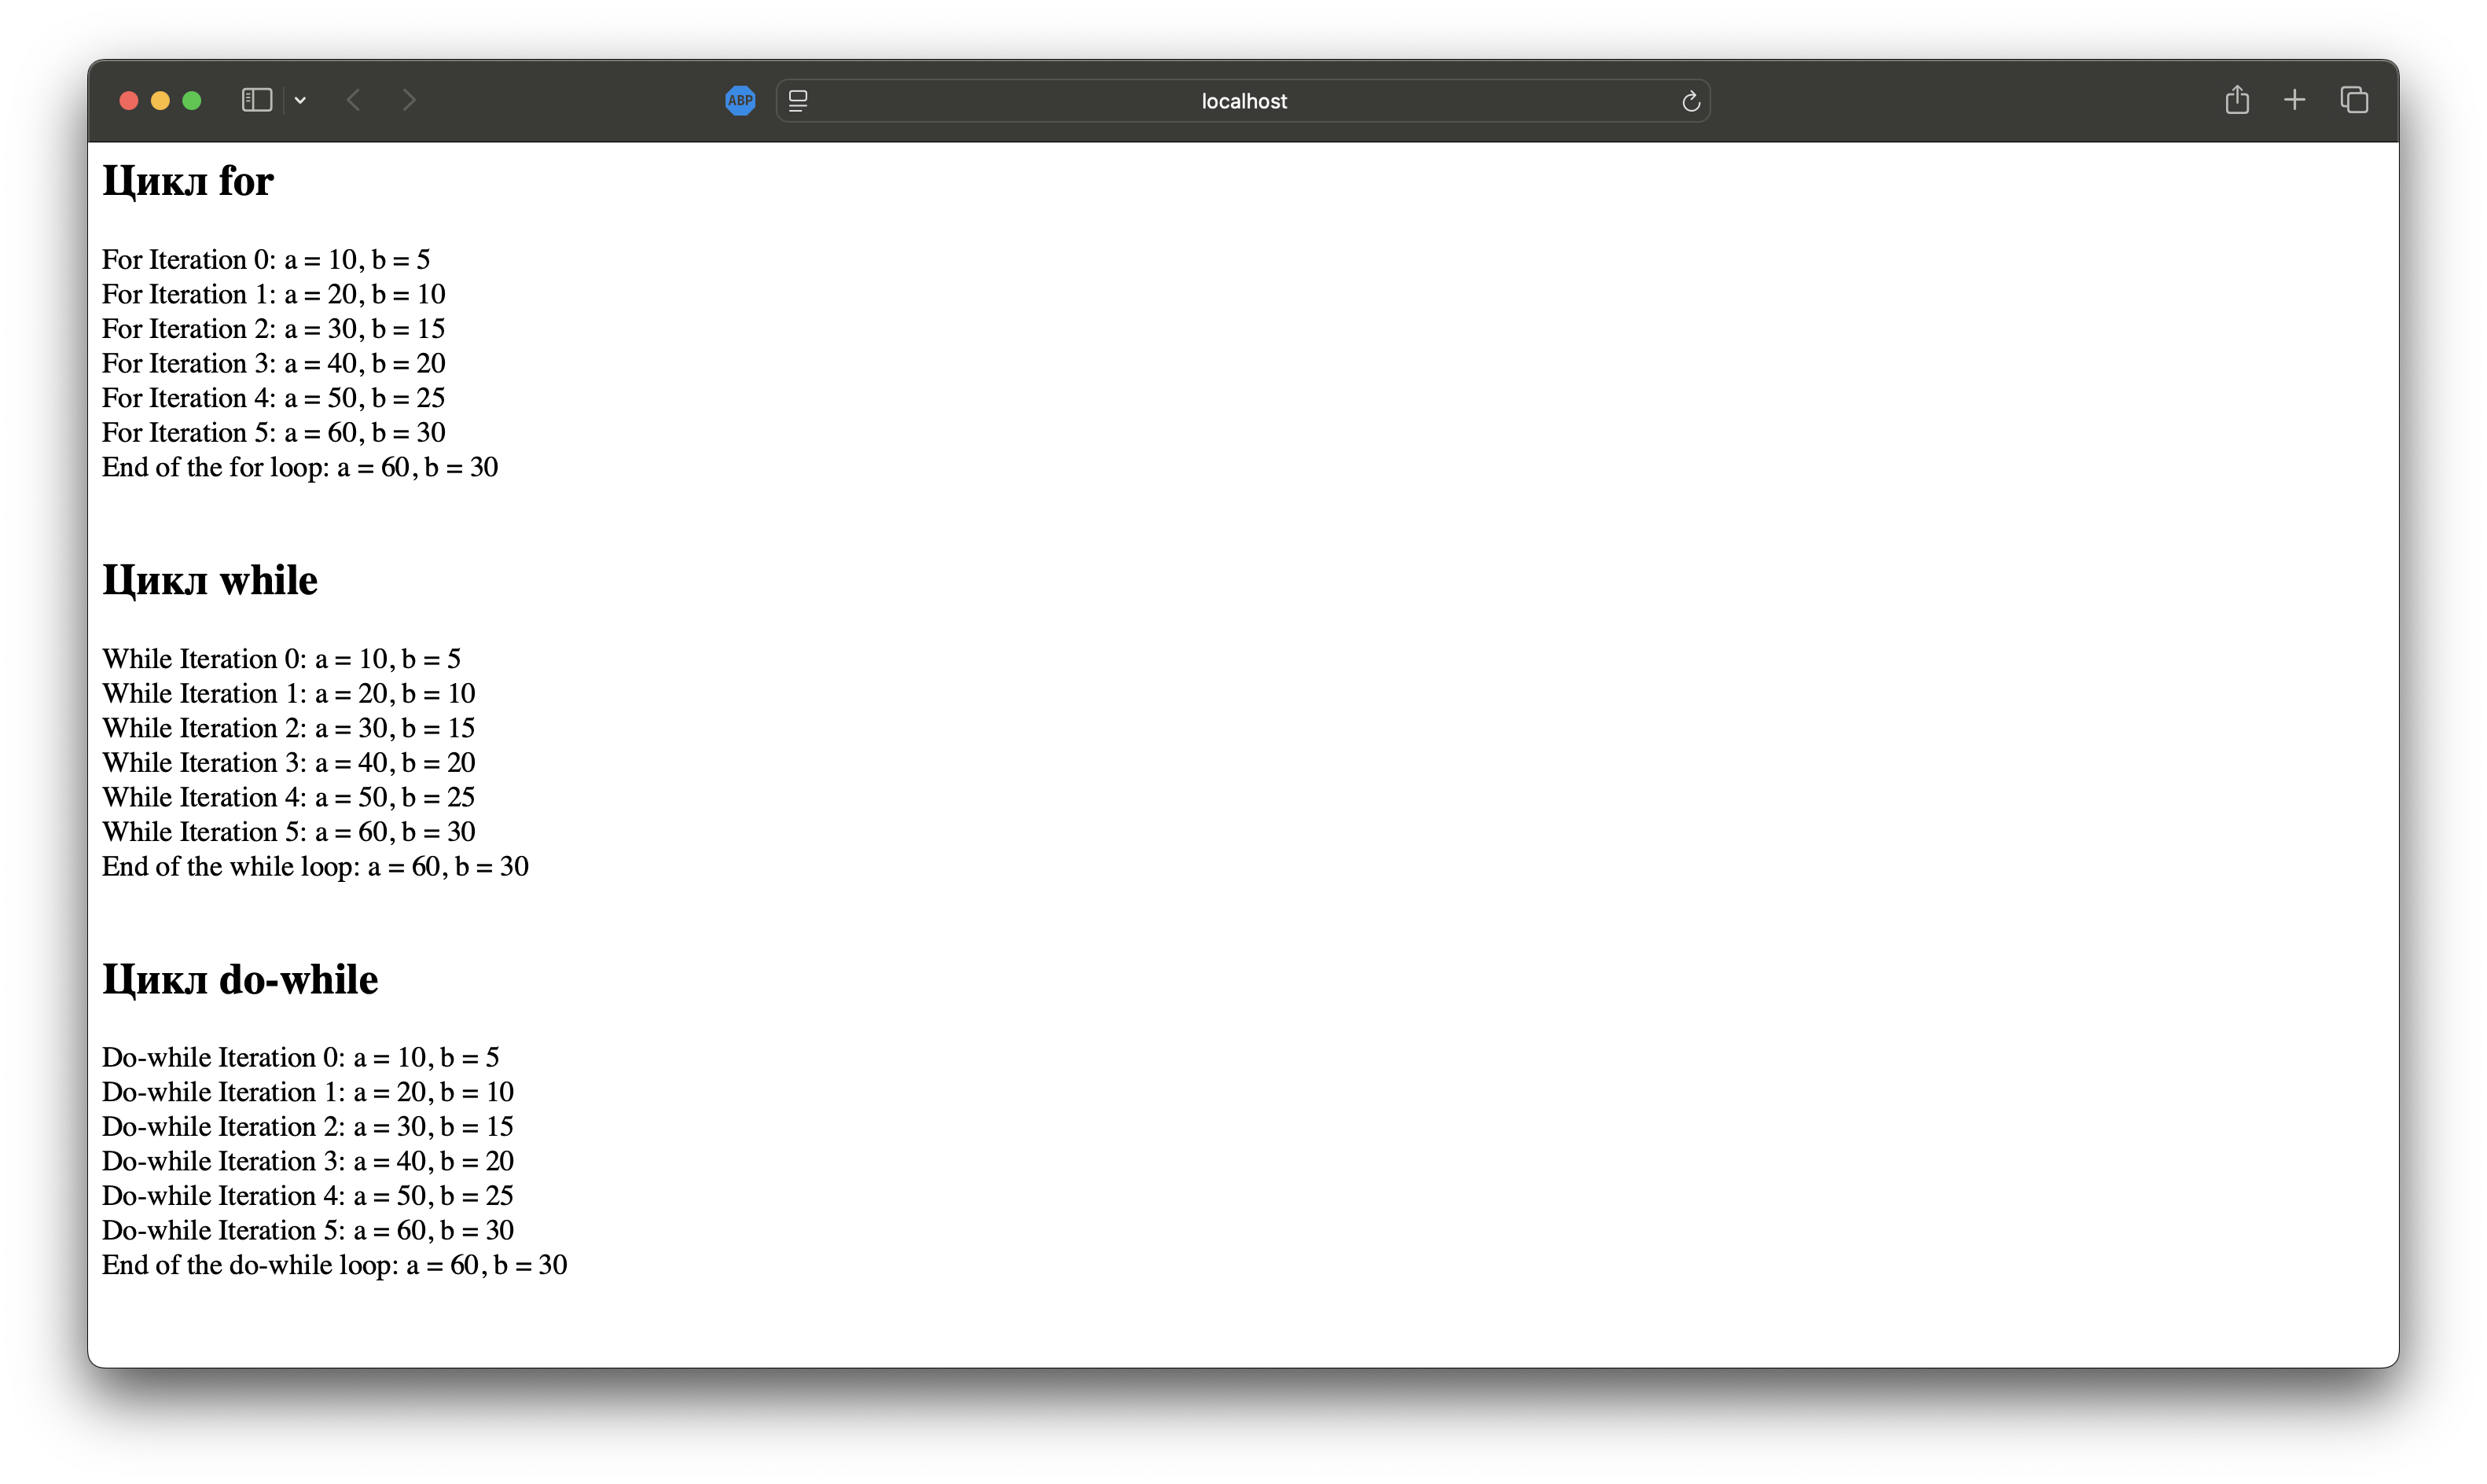 ABP
localhost
Цикл for
For Iteration 0: a = 10, b = 5
For Iteration 1: a = 20, b = 10
For Iteration 2: a = 30, b = 15
For Iteration 3: a = 40, b = 20
For Iteration 4: a = 50, b = 25
For Iteration 5: a = 60, b = 30
End of the for loop: a = 60, b = 30
Цикл while
While Iteration 0: a = 10, b = 5
While Iteration 1: a = 20, b = 10
While Iteration 2: a = 30, b = 15
While Iteration 3: a = 40, b = 20
While Iteration 4: a = 50, b = 25
While Iteration 5: a = 60, b = 30
End of the while loop: a = 60, b = 30
Цикл do-while
Do-while Iteration 0: a = 10, b = 5
Do-while Iteration 1: a = 20, b = 10
Do-while Iteration 2: a = 30, b = 15
Do-while Iteration 3: a = 40, b = 20
Do-while Iteration 4: a = 50, b = 25
Do-while Iteration 5: a = 60, b = 30
End of the do-while loop: a = 60, b = 30